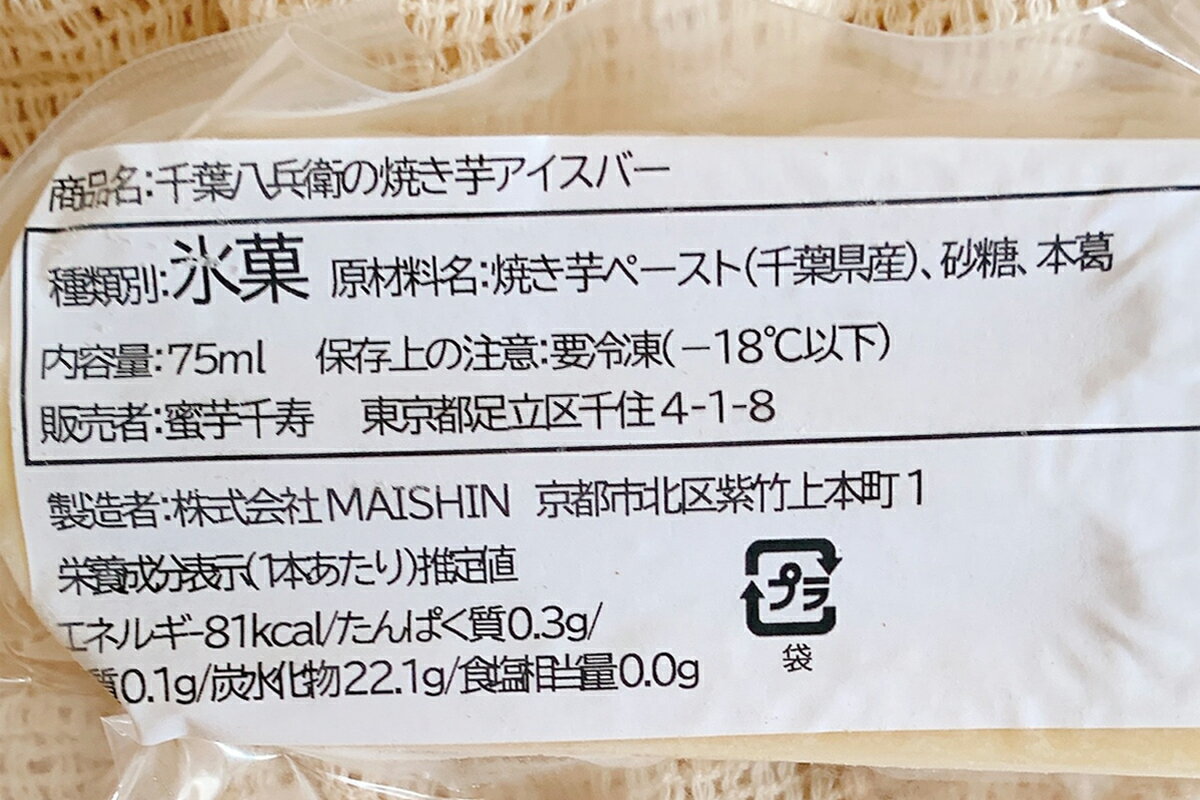 商品名:千葉八兵衛の焼き芋アイスバー
種類別:氷菓 原材料名:焼き芋ペースト(千葉県産)、砂糖、本葛
内容量:75ml 保存上の注意:要冷凍(－18℃以下)
販売者:蜜芋千寿 東京都足立区千住4-1-8
製造者:株式会社MAISHIN 京都市北区紫竹上本町1
栄養成分表示(1本あたり)推定値
エネルギー81kcal/たんぱく質0.3g/
質0.1g/炭水化物22.1g/食塩相当量0.0g
プラ
袋